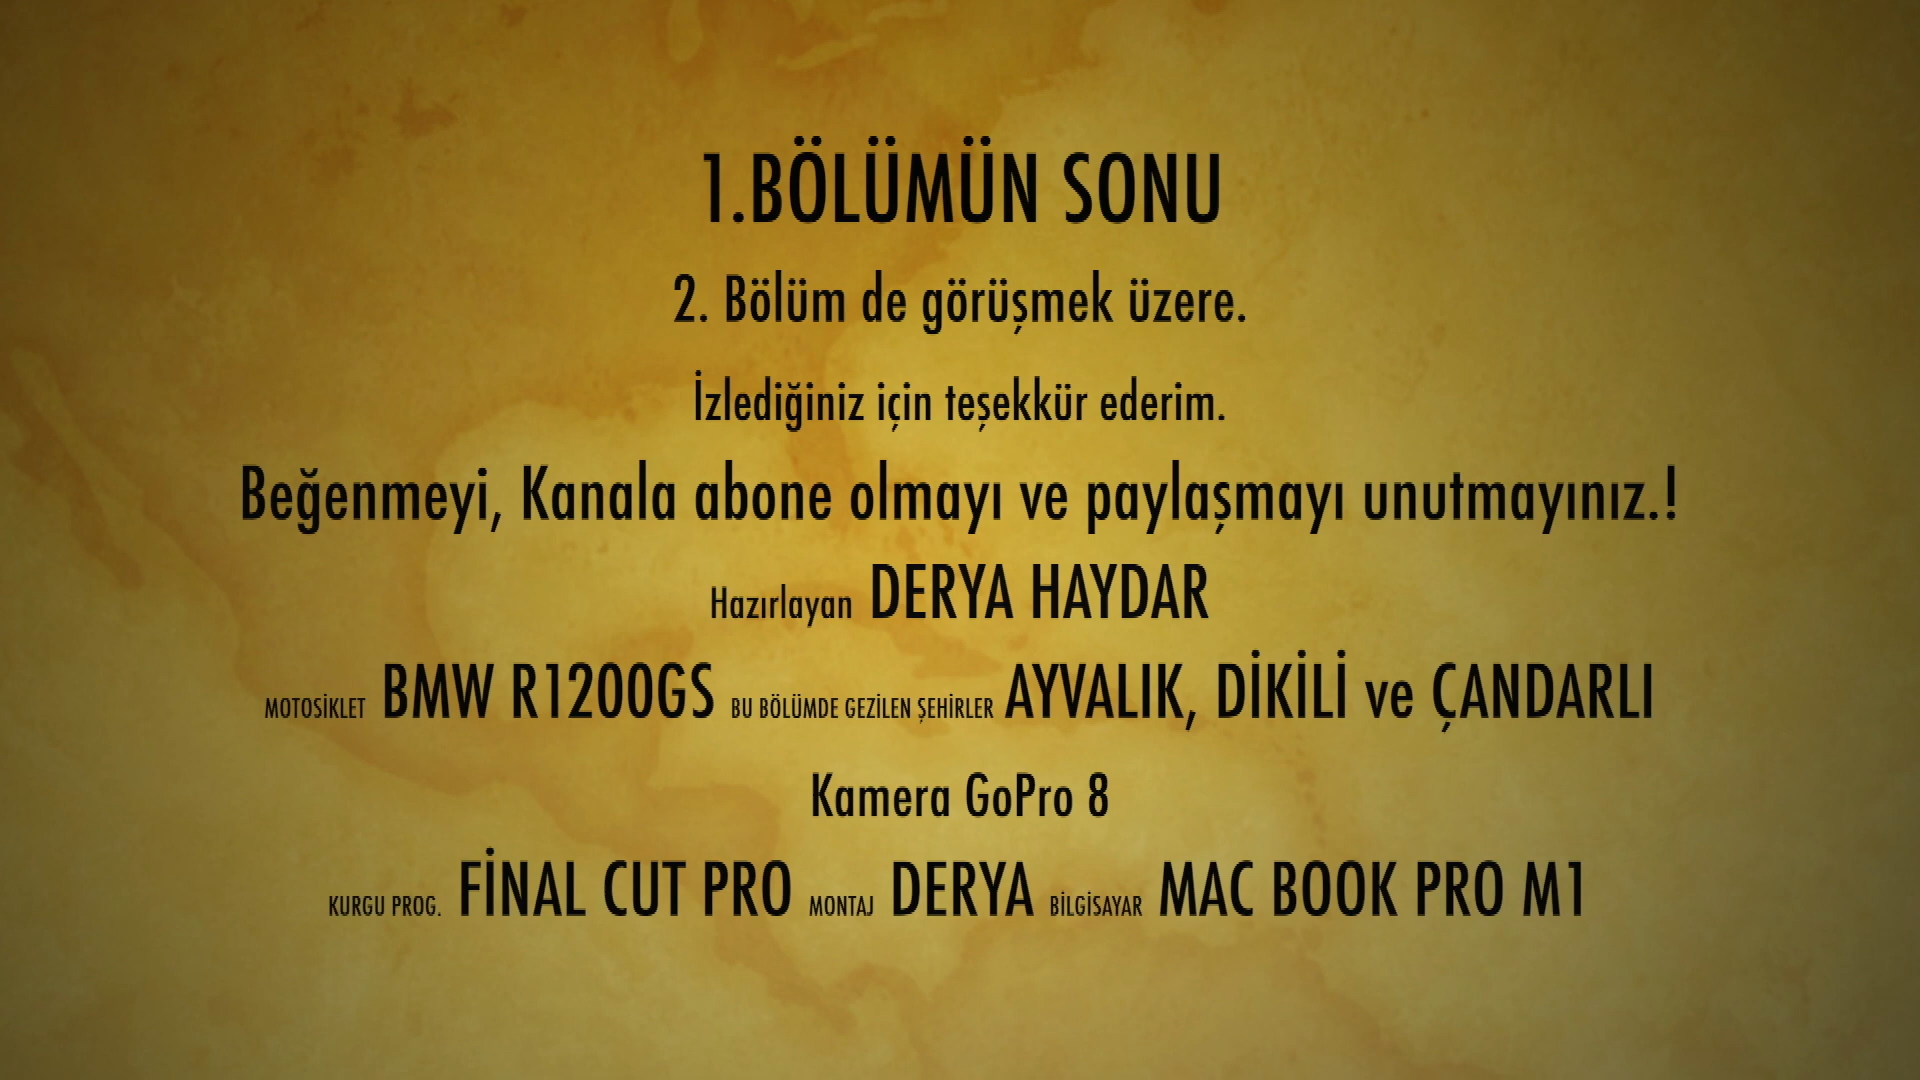 1.BÖLÜMÜN SONU
2. Bölüm de görüşmek üzere.
İzlediğiniz için teşekkür ederim.
Beğenmeyi, Kanala abone olmayı ve paylaşmayı unutmayınız.!
Hazırlayan DERYA HAYDAR
MOTOSİKLET BMW R1200GS BU BÖLÜMDE GEZİLEN ŞEHİRLER AYVALIK, DİKİLİ ve ÇANDARLI
Kamera GoPro 8
KURGU PROG. FİNAL CUT PRO MONTAJ DERYA BİLGİSAYAR MAC BOOK PRO M1